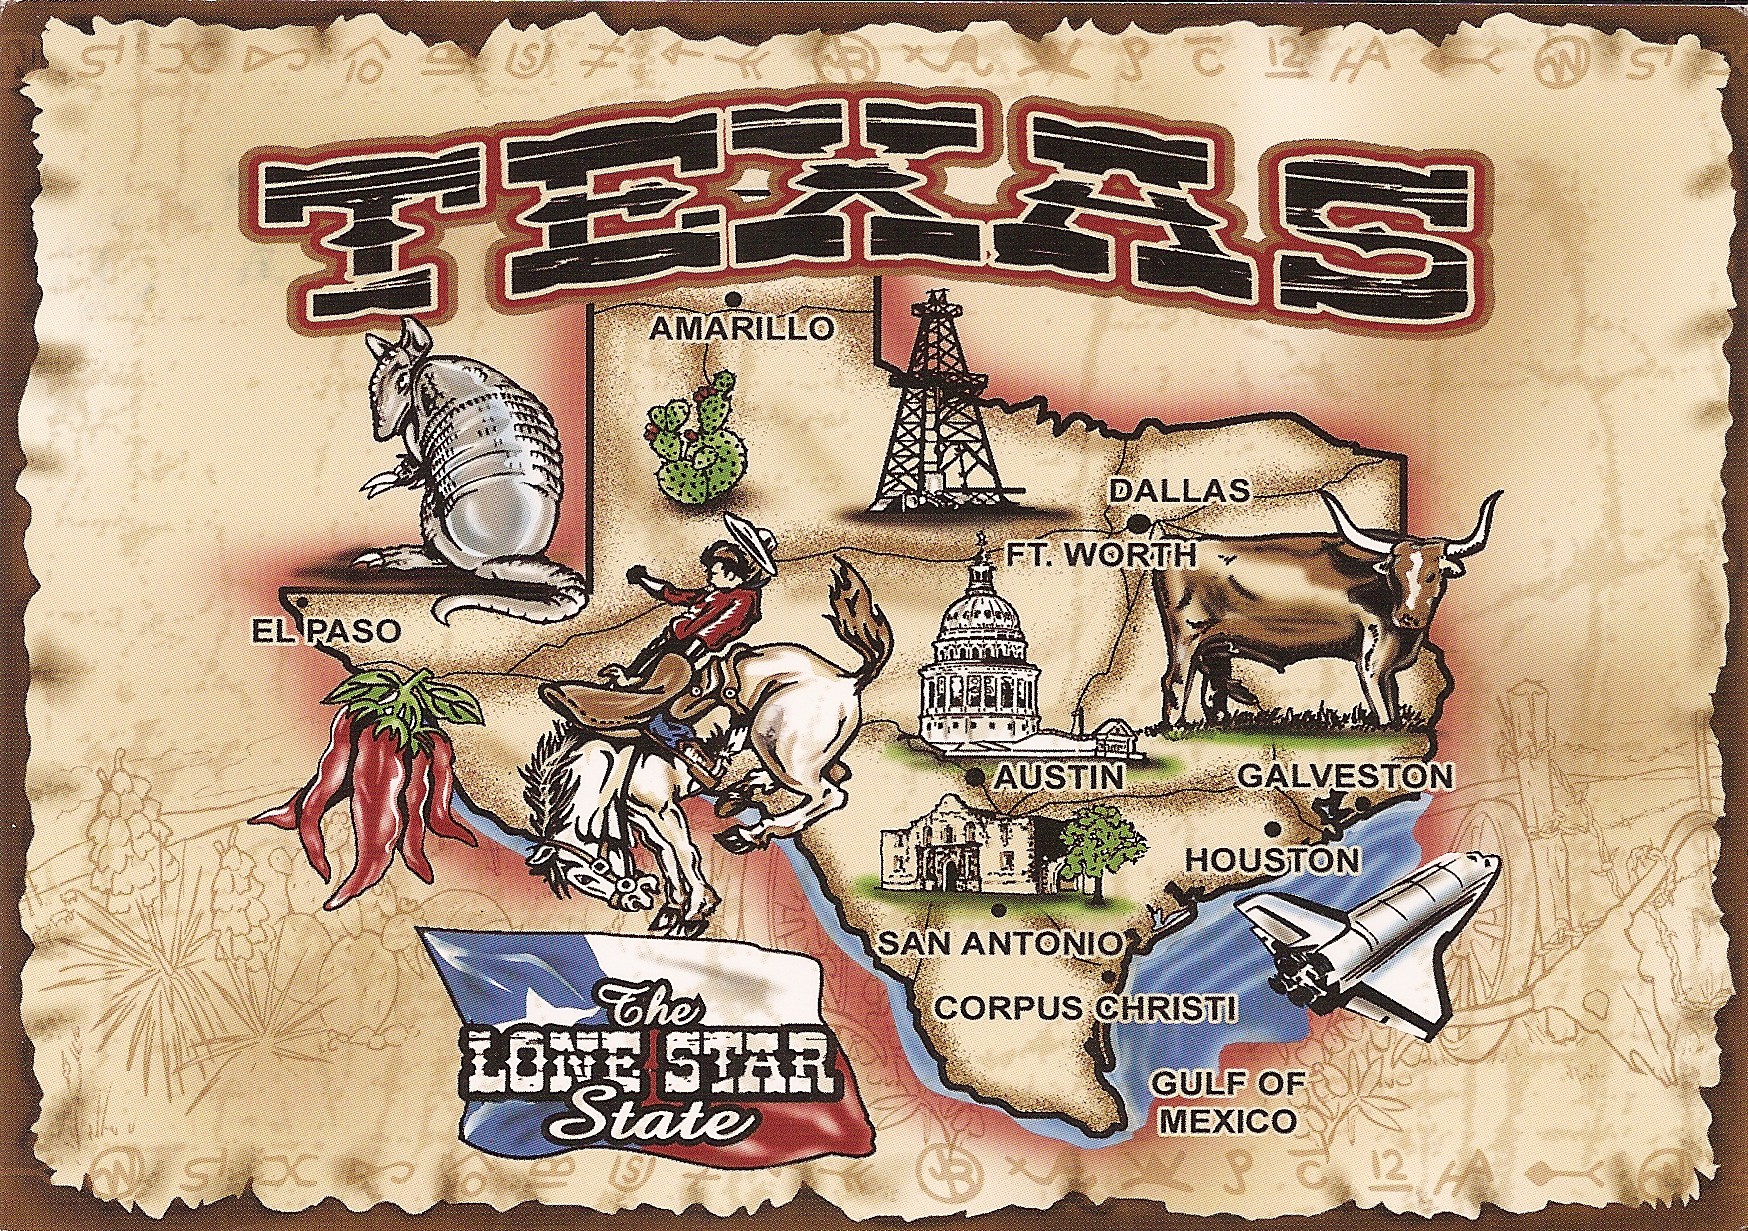 TEXAS
AMARILLO
DALLAS
FT. WORTH
EL PASO
AUSTIN
GALVESTON
HOUSTON
SAN ANTONIO
CORPUS CHRISTI
The
LONE STAR
State
GULF OF
MEXICO